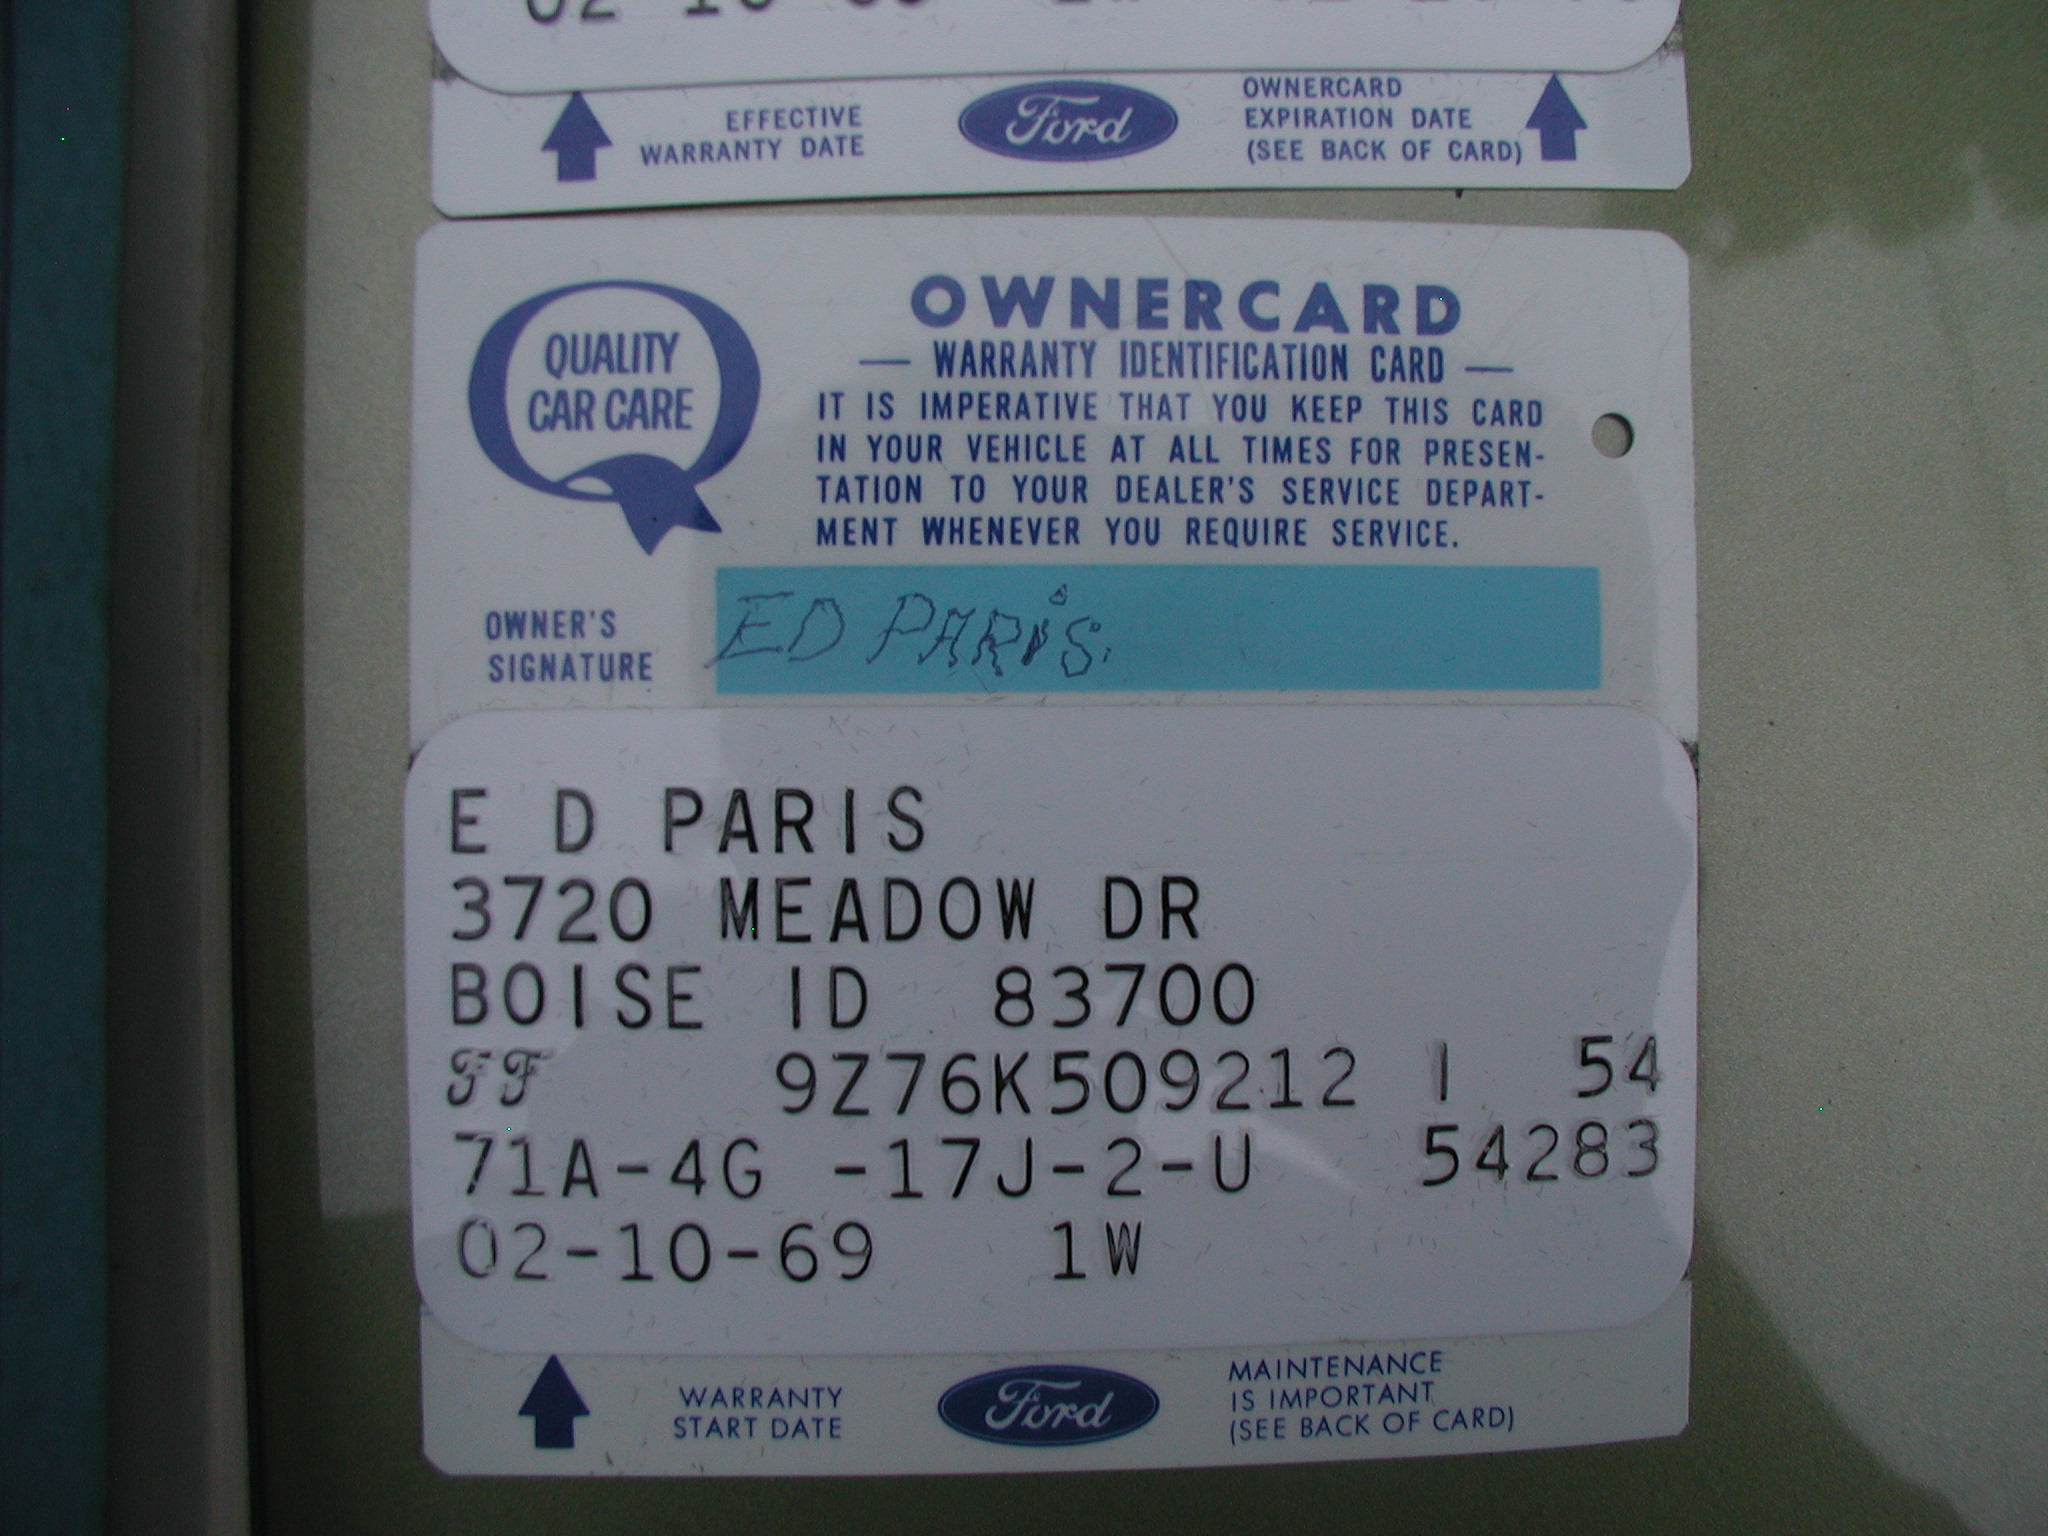 EFFECTIVE
WARRANTY DATE
Ford
OWNERCARD
EXPIRATION DATE
(SEE BACK OF CARD)
QUALITY
CAR CARE
OWNERCARD
— WARRANTY IDENTIFICATION CARD —
IT IS IMPERATIVE THAT YOU KEEP THIS CARD
IN YOUR VEHICLE AT ALL TIMES FOR PRESEN-
TATION TO YOUR DEALER'S SERVICE DEPART-
MENT WHENEVER YOU REQUIRE SERVICE.
OWNER'S
SIGNATURE
ED PARiS.
E D PARIS
3720 MEADOW DR
BOISE ID 83700
FF 9Z76K509212 I 54
71A-4G -17J-2-U 54283
02-10-69 1W
WARRANTY
START DATE
Ford
MAINTENANCE
IS IMPORTANT
(SEE BACK OF CARD)